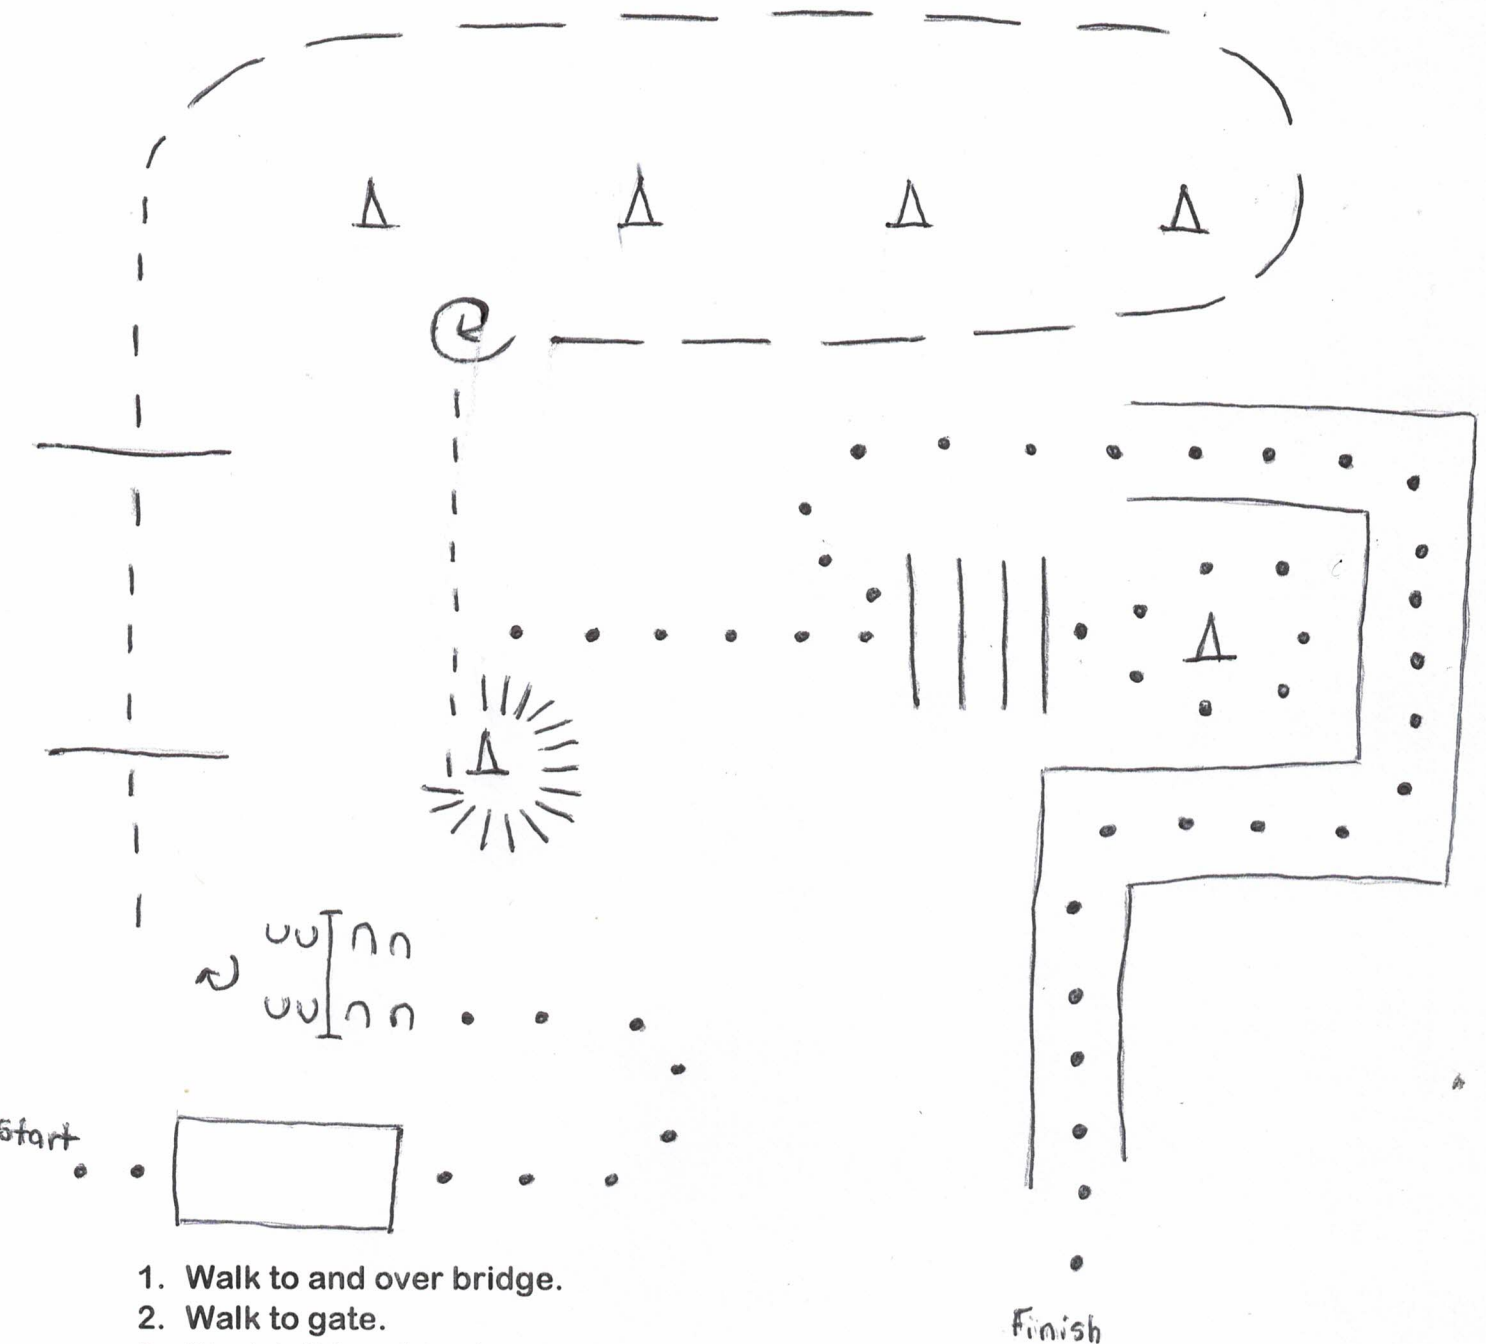 Start
1. Walk to and over bridge.
2. Walk to gate.
Finish